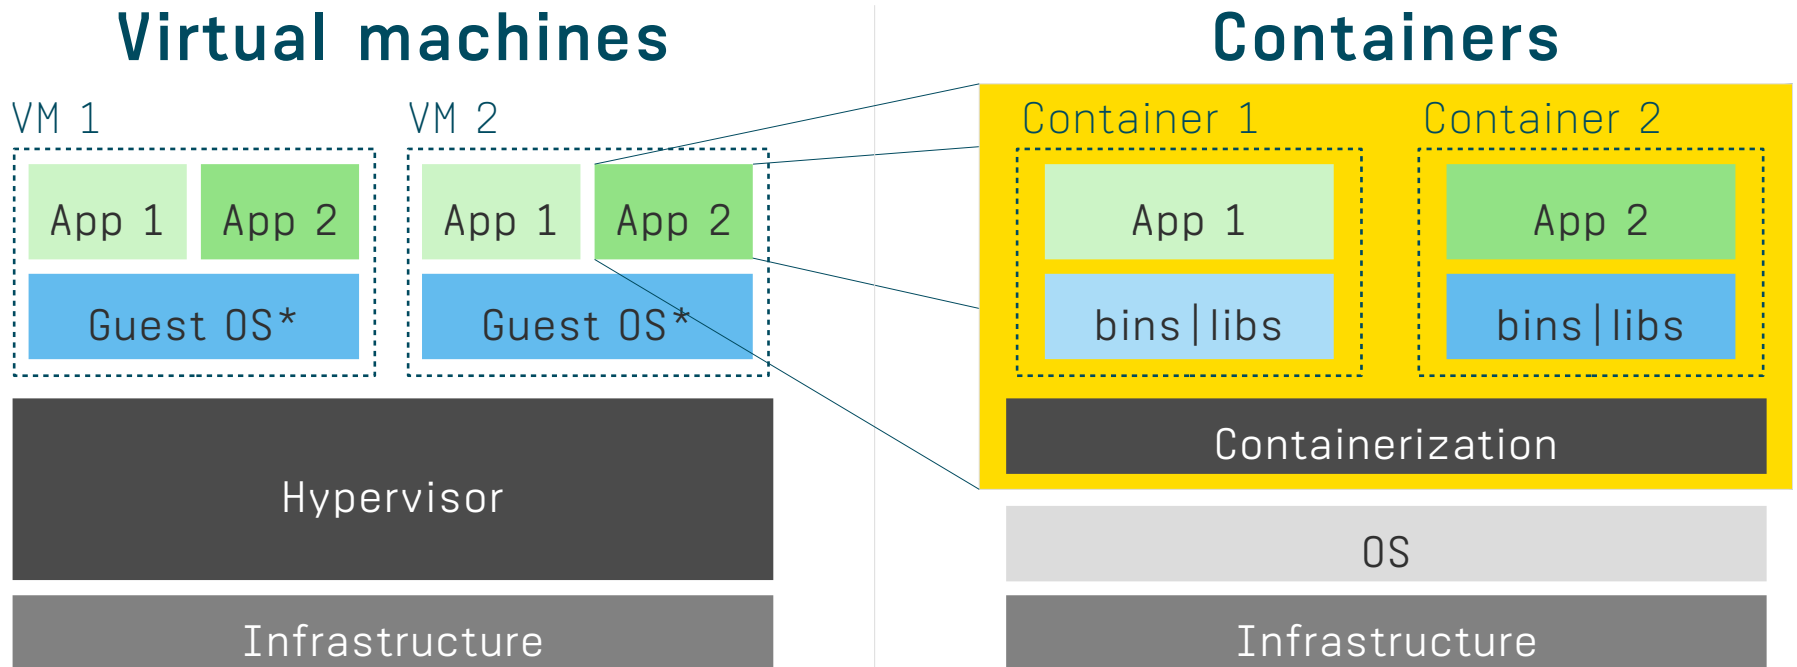 Virtual machines
Containers
VM 1
VM 2
Container 1
Container 2
App 1
App 2
App 1
App 2
App 1
App 2
Guest OS*
Guest OS*
bins|libs
bins|libs
Hypervisor
Containerization
OS
Infrastructure
Infrastructure